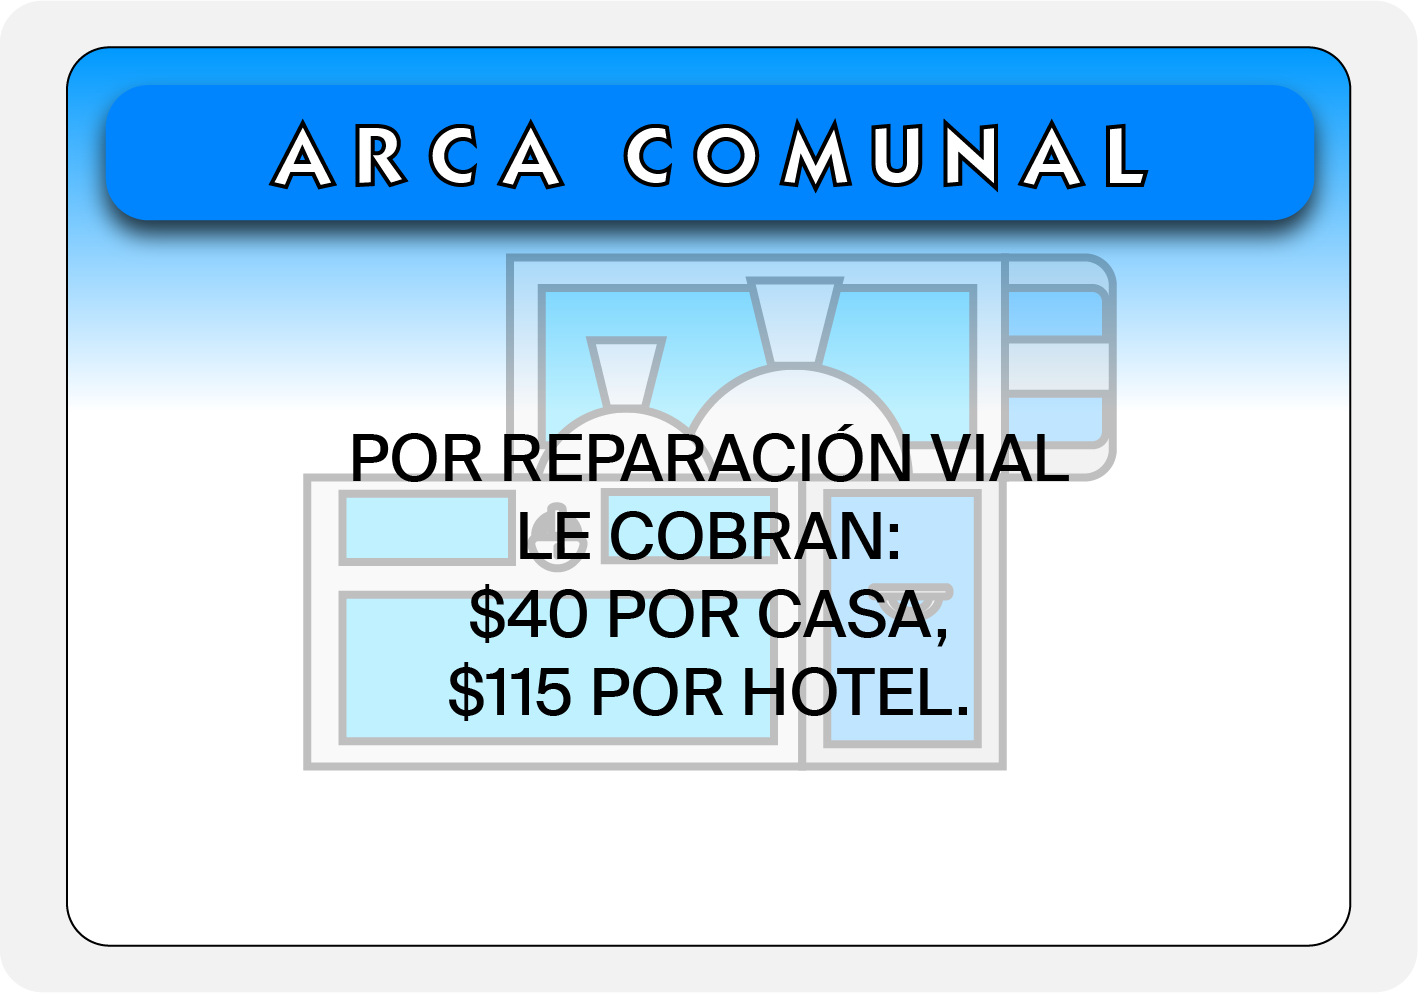 ARCA COMUNAL
POR REPARACIÓN VIAL
LE COBRAN:
$40 POR CASA,
$115 POR HOTEL.